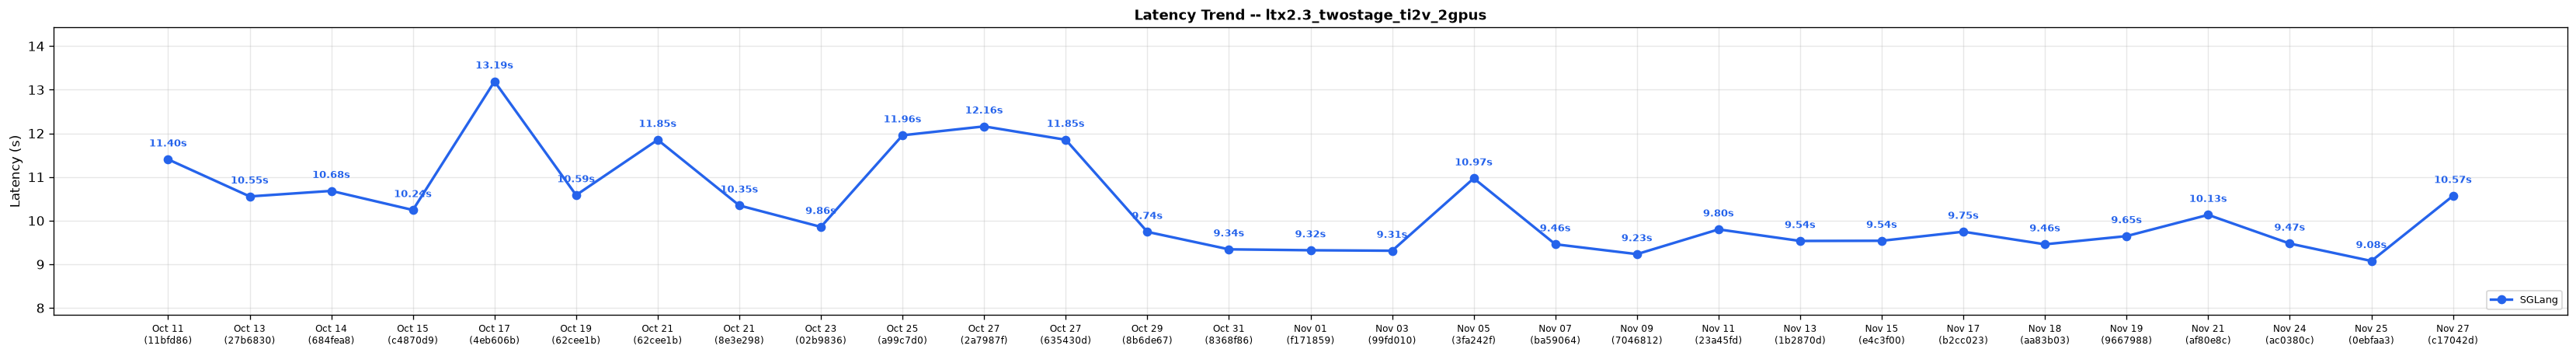 Latency Trend -- ltx2.3_twostage_ti2v_2gpus
Latency (s)
14
13
12
11
10
9
8
11.40s
10.55s
10.68s
10.24s
13.19s
10.59s
11.85s
10.35s
9.86s
11.96s
12.16s
11.85s
9.74s
9.34s
9.32s
9.31s
10.97s
9.46s
9.23s
9.80s
9.54s
9.54s
9.75s
9.46s
9.65s
10.13s
9.47s
9.08s
10.57s
SGLang
Oct 11
(11bfd86)
Oct 13
(27b6830)
Oct 14
(684fea8)
Oct 15
(c4870d9)
Oct 17
(4eb606b)
Oct 19
(62cee1b)
Oct 21
(62cee1b)
Oct 21
(8e3e298)
Oct 23
(02b9836)
Oct 25
(a99c7d0)
Oct 27
(2a7987f)
Oct 27
(635430d)
Oct 29
(8b6de67)
Oct 31
(8368f86)
Nov 01
(f171859)
Nov 03
(99fd010)
Nov 05
(3fa242f)
Nov 07
(ba59064)
Nov 09
(7046812)
Nov 11
(23a45fd)
Nov 13
(1b2870d)
Nov 15
(e4c3f00)
Nov 17
(b2cc023)
Nov 18
(aa83b03)
Nov 19
(9667988)
Nov 21
(af80e8c)
Nov 24
(ac0380c)
Nov 25
(0ebfaa3)
Nov 27
(c17042d)